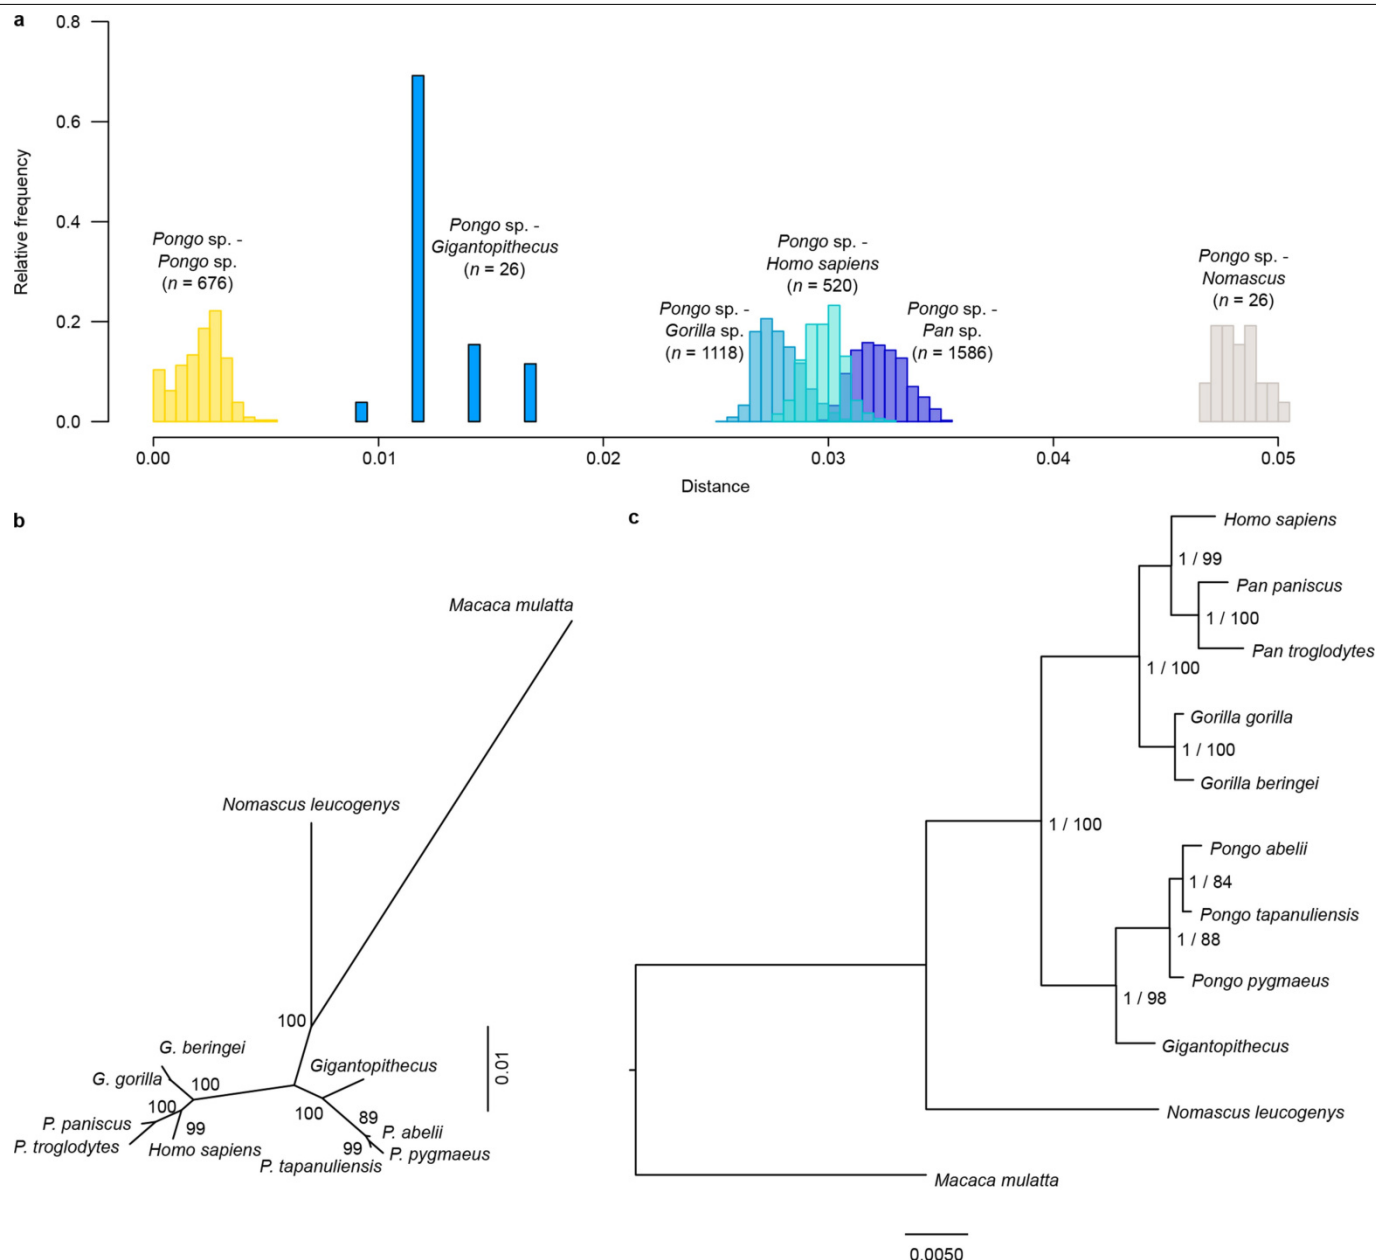 a
0.8
0.6
0.4
0.2
0.0
Relative frequency
Pongo sp. -
Pongo sp.
(n = 676)
Pongo sp. -
Gigantopithecus
(n = 26)
Pongo sp. -
Gorilla sp.
(n = 1118)
Pongo sp. -
Homo sapiens
(n = 520)
Pongo sp. -
Pan sp.
(n = 1586)
Pongo sp. -
Nomascus
(n = 26)
0.00 0.01 0.02 0.03 0.04 0.05
Distance
b
Macaca mulatta
Nomascus leucogenys
100
G. beringei
G. gorilla
100
Gigantopithecus
0.01
100
P. paniscus
99
100
89
P. abelii
P. troglodytes
Homo sapiens
99
P. pygmaeus
P. tapanuliensis
c
Homo sapiens
1 / 99
Pan paniscus
1 / 100
Pan troglodytes
1 / 100
Gorilla gorilla
1 / 100
Gorilla beringei
1 / 100
Pongo abelii
1 / 84
Pongo tapanuliensis
1 / 88
Pongo pygmaeus
1 / 98
Gigantopithecus
Nomascus leucogenys
Macaca mulatta
0.0050